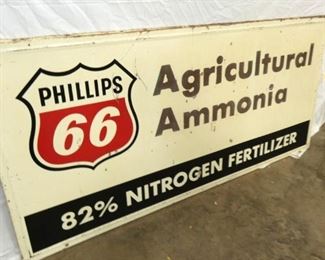 PHILLIPS
66
Agricultural
Ammonia
82% NITROGEN FERTILIZER